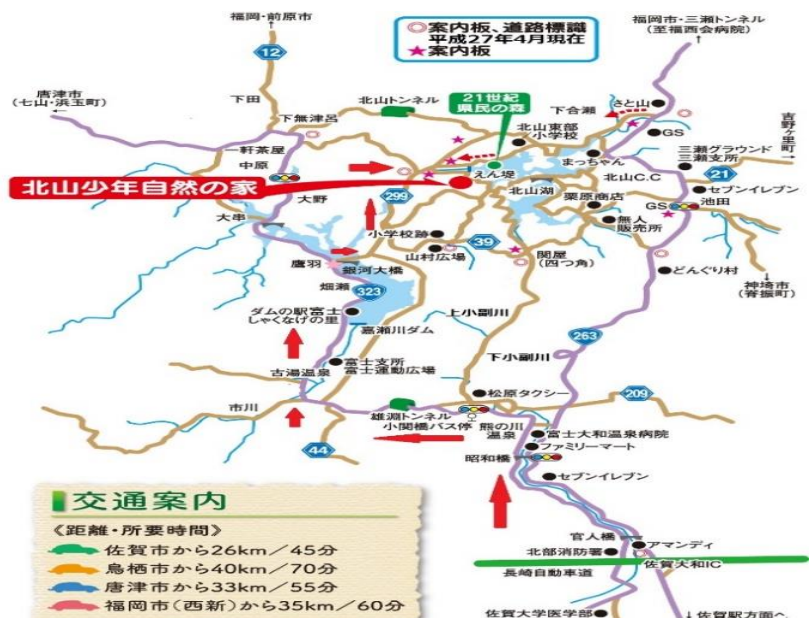 福岡・前原市
福岡市・三瀬トンネル
(至福西会病院)
◎案内板、道路標識
平成27年4月現在
★案内板
12
263
唐津市
(七山・浜玉町)
下田
下無津呂
北山トンネル
21世紀
県民の森
下合瀬
さと山
吉野ヶ里町
北山東部
小学校
GS
一軒茶屋
中原
まっちゃん
三瀬グラウンド
三瀬支所
21
えん堤
北山C.C
北山少年自然の家
北山湖
セブンイレブン
299
大野
栗原商店
GS
池田
大串
無人
販売所
小学校跡
39
山村広場
関屋
(四つ角)
鷹羽
銀河大橋
どんぐり村
神埼市
(脊振町)
畑瀬
323
ダムの駅富士
しゃくなげの里
上小副川
嘉瀬川ダム
下小副川
富士支所
富士運動広場
古湯温泉
松原タクシー
209
市川
雄淵トンネル
小関橋バス停
熊の川
温泉
44
富士大和温泉病院
ファミリーマート
昭和橋
セブンイレブン
交通案内
《距離・所要時間》
佐賀市から26km/45分
鳥栖市から40km/70分
唐津市から33km/55分
福岡市(西新)から35km/60分
官人橋
アマンディ
北部消防署
佐賀大和IC
長崎自動車道
佐賀大学医学部
↓佐賀駅方面へ